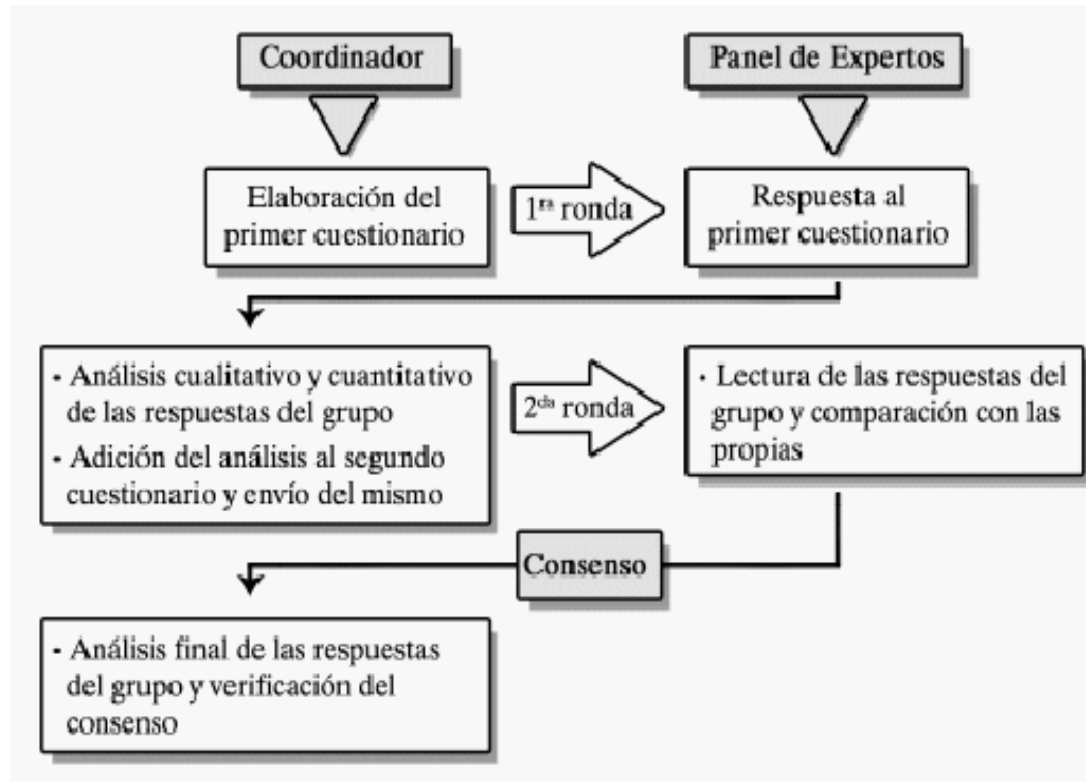 Coordinador
Panel de Expertos
Elaboración del
primer cuestionario
1ra ronda
Respuesta al
primer cuestionario
· Análisis cualitativo y cuantitativo
de las respuestas del grupo
· Adición del análisis al segundo
cuestionario y envío del mismo
2da ronda
· Lectura de las respuestas del
grupo y comparación con las
propias
Consenso
· Análisis final de las respuestas
del grupo y verificación del
consenso